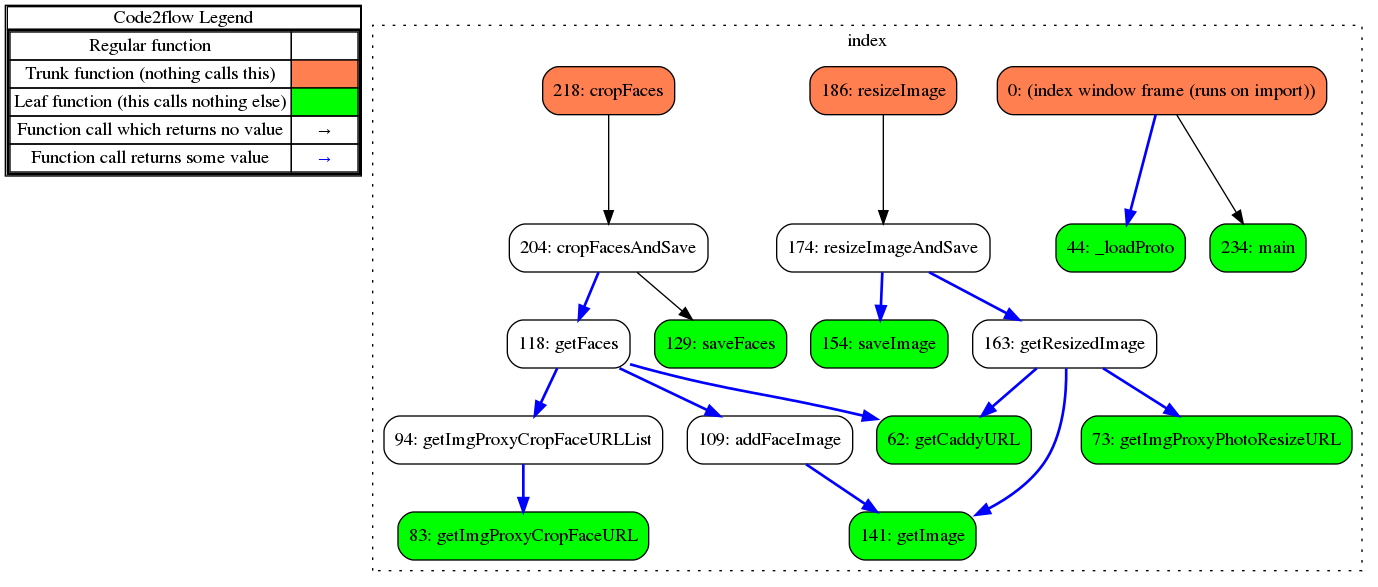 Code2flow Legend
Regular function
Trunk function (nothing calls this)
Leaf function (this calls nothing else)
Function call which returns no value →
Function call returns some value →
index
218: cropFaces
186: resizeImage
0: (index window frame (runs on import))
204: cropFacesAndSave
174: resizeImageAndSave
44: _loadProto
234: main
118: getFaces
129: saveFaces
154: saveImage
163: getResizedImage
94: getImgProxyCropFaceURLList
109: addFaceImage
62: getCaddyURL
73: getImgProxyPhotoResizeURL
83: getImgProxyCropFaceURL
141: getImage